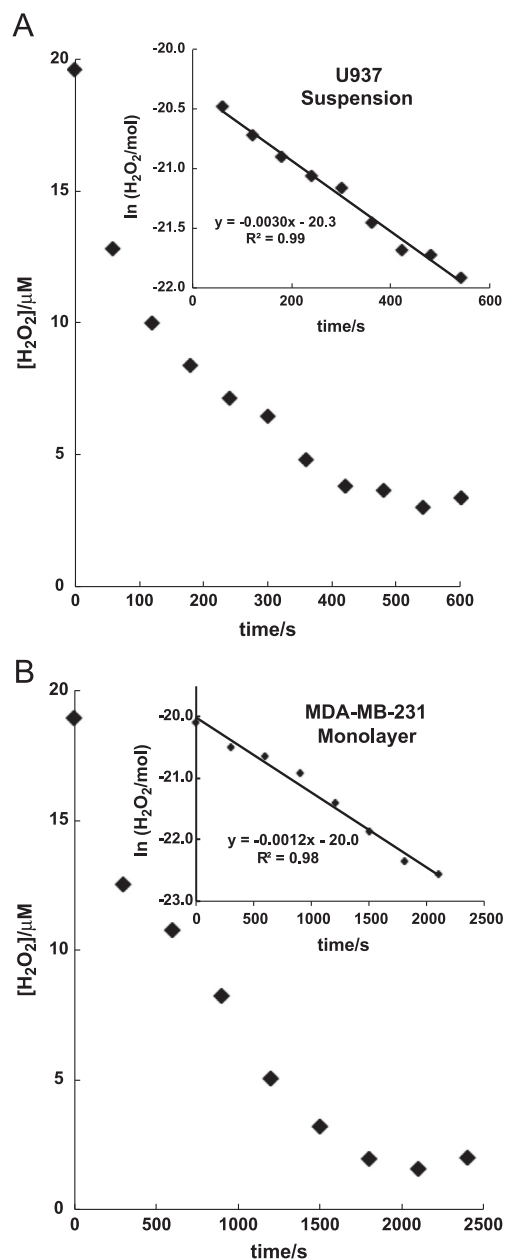 A
20
15
10
5
0
[H₂O₂]/µM
0 100 200 300 400 500 600
time/s
U937
Suspension
-20.0
-20.5
-21.0
-21.5
-22.0
ln (H₂O₂/mol)
y = -0.0030x - 20.3
R² = 0.99
0 200 400 600
time/s
B
20
15
10
5
0
[H₂O₂]/µM
0 500 1000 1500 2000 2500
time/s
MDA-MB-231
Monolayer
-20.0
-21.0
-22.0
-23.0
ln (H₂O₂/mol)
y = -0.0012x - 20.0
R² = 0.98
0 500 1000 1500 2000 2500
time/s